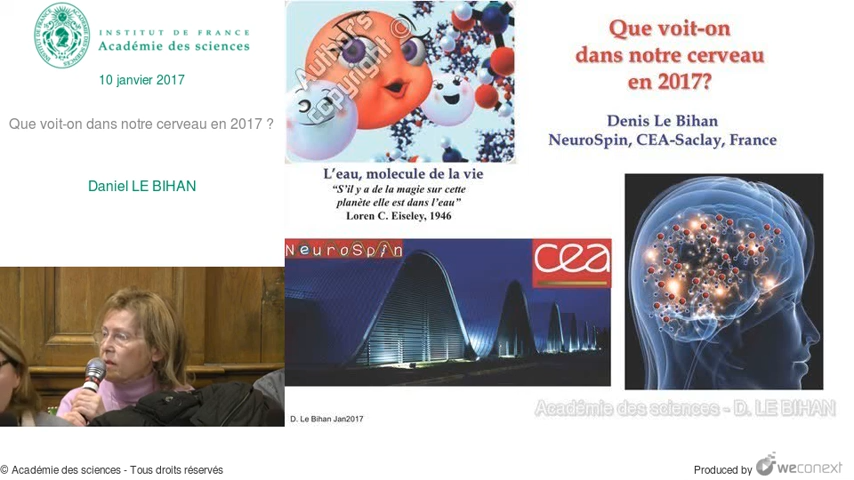 INSTITUT DE FRANCE
Académie des sciences
10 janvier 2017
Que voit-on dans notre cerveau en 2017 ?
Daniel LE BIHAN
Author's
copyright ©
L'eau, molecule de la vie
“S'il y a de la magie sur cette
planète elle est dans l'eau”
Loren C. Eiseley, 1946
NeuroSpin
cea
D. Le Bihan Jan2017
Que voit-on
dans notre cerveau
en 2017?
Denis Le Bihan
NeuroSpin, CEA-Saclay, France
Académie des sciences - D. LE BIHAN
© Académie des sciences - Tous droits réservés
Produced by weconext